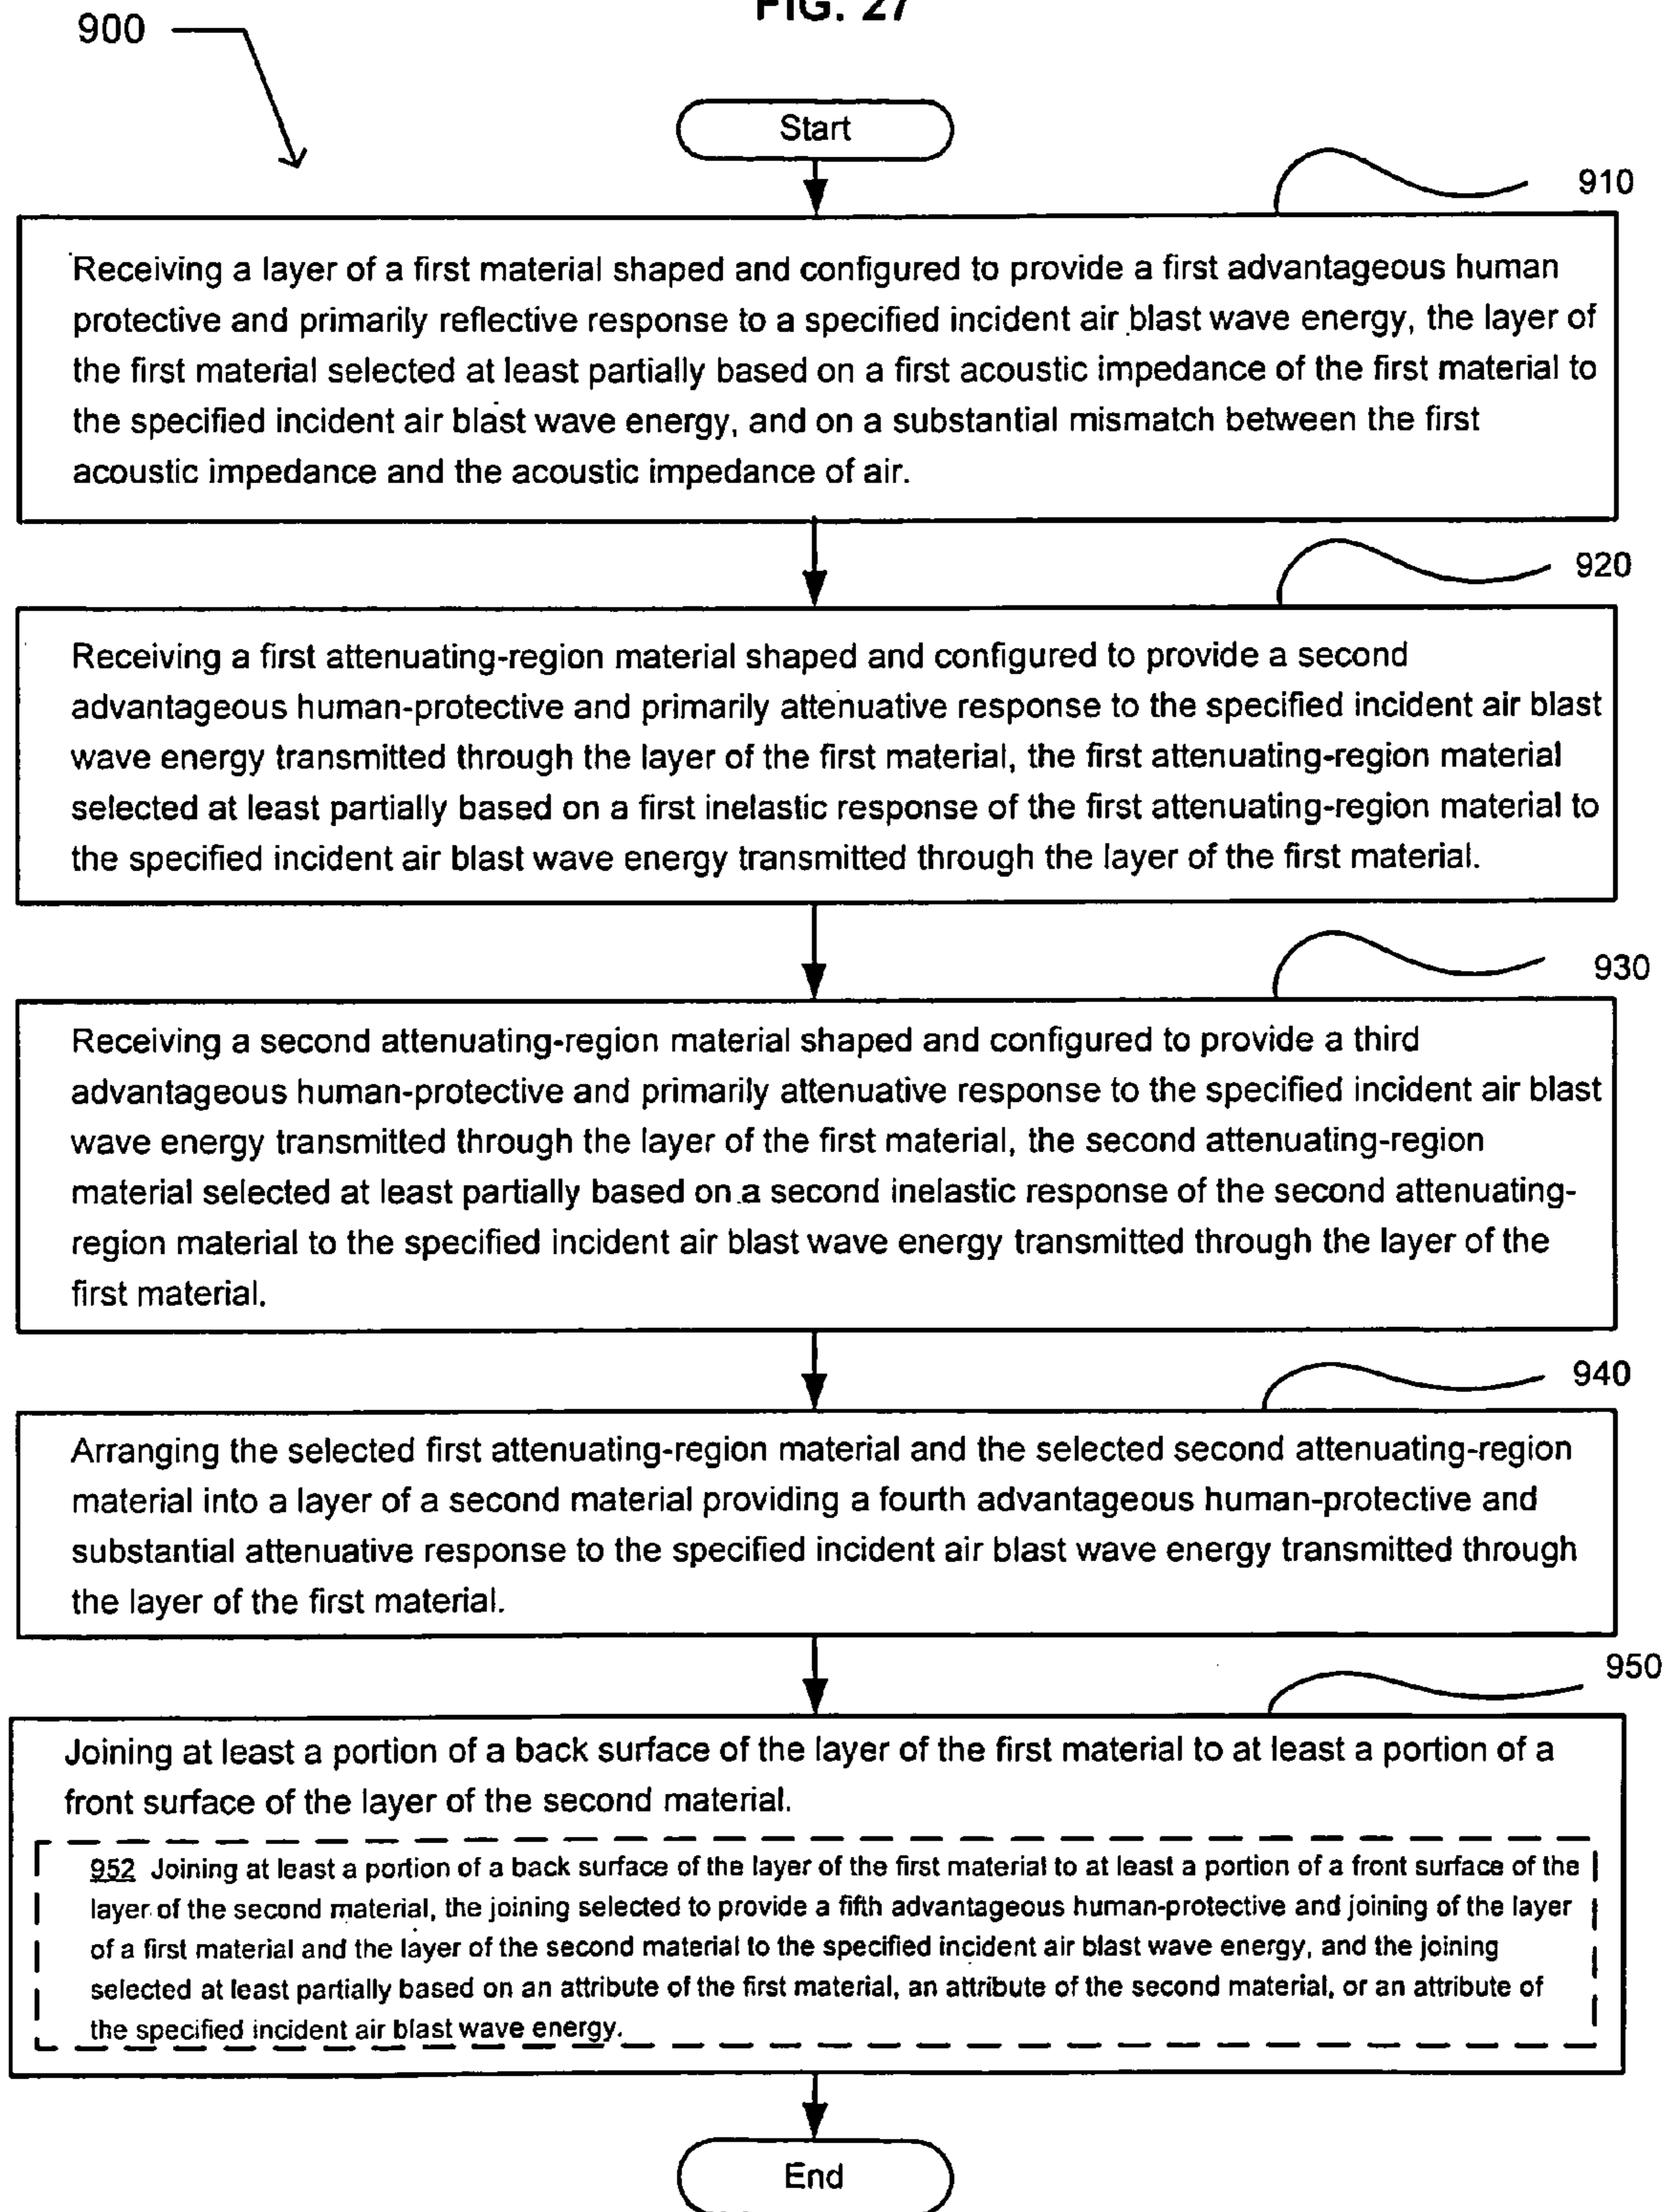 FIG. 27
900
Start
910
Receiving a layer of a first material shaped and configured to provide a first advantageous human
protective and primarily reflective response to a specified incident air blast wave energy, the layer of
the first material selected at least partially based on a first acoustic impedance of the first material to
the specified incident air blast wave energy, and on a substantial mismatch between the first
acoustic impedance and the acoustic impedance of air.
920
Receiving a first attenuating-region material shaped and configured to provide a second
advantageous human-protective and primarily attenuative response to the specified incident air blast
wave energy transmitted through the layer of the first material, the first attenuating-region material
selected at least partially based on a first inelastic response of the first attenuating-region material to
the specified incident air blast wave energy transmitted through the layer of the first material.
930
Receiving a second attenuating-region material shaped and configured to provide a third
advantageous human-protective and primarily attenuative response to the specified incident air blast
wave energy transmitted through the layer of the first material, the second attenuating-region
material selected at least partially based on a second inelastic response of the second attenuating-
region material to the specified incident air blast wave energy transmitted through the layer of the
first material.
940
Arranging the selected first attenuating-region material and the selected second attenuating-region
material into a layer of a second material providing a fourth advantageous human-protective and
substantial attenuative response to the specified incident air blast wave energy transmitted through
the layer of the first material.
950
Joining at least a portion of a back surface of the layer of the first material to at least a portion of a
front surface of the layer of the second material.
952 Joining at least a portion of a back surface of the layer of the first material to at least a portion of a front surface of the
layer of the second material, the joining selected to provide a fifth advantageous human-protective and joining of the layer
of a first material and the layer of the second material to the specified incident air blast wave energy, and the joining
selected at least partially based on an attribute of the first material, an attribute of the second material, or an attribute of
the specified incident air blast wave energy.
End